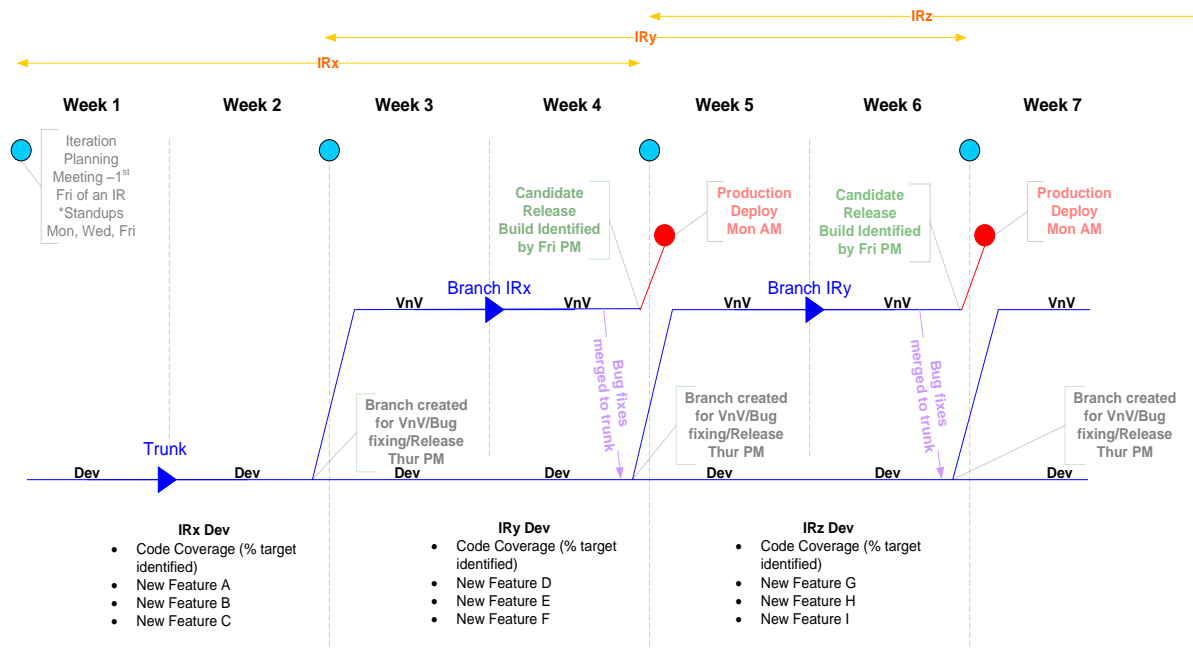 IRz
IRy
IRx
Week 1
Week 2
Week 3
Week 4
Week 5
Week 6
Week 7
Iteration
Planning
Meeting –1st
Fri of an IR
*Standups
Mon, Wed, Fri
Candidate
Release
Build Identified
by Fri PM
Production
Deploy
Mon AM
Candidate
Release
Build Identified
by Fri PM
Production
Deploy
Mon AM
VnV
Branch IRx
VnV
VnV
Branch IRy
VnV
VnV
Bug fixes
merged to trunk
Bug fixes
merged to trunk
Branch created
for VnV/Bug
fixing/Release
Thur PM
Branch created
for VnV/Bug
fixing/Release
Thur PM
Branch created
for VnV/Bug
fixing/Release
Thur PM
Trunk
Dev
Dev
Dev
Dev
Dev
Dev
Dev
IRx Dev
• Code Coverage (% target
identified)
• New Feature A
• New Feature B
• New Feature C
IRy Dev
• Code Coverage (% target
identified)
• New Feature D
• New Feature E
• New Feature F
IRz Dev
• Code Coverage (% target
identified)
• New Feature G
• New Feature H
• New Feature I